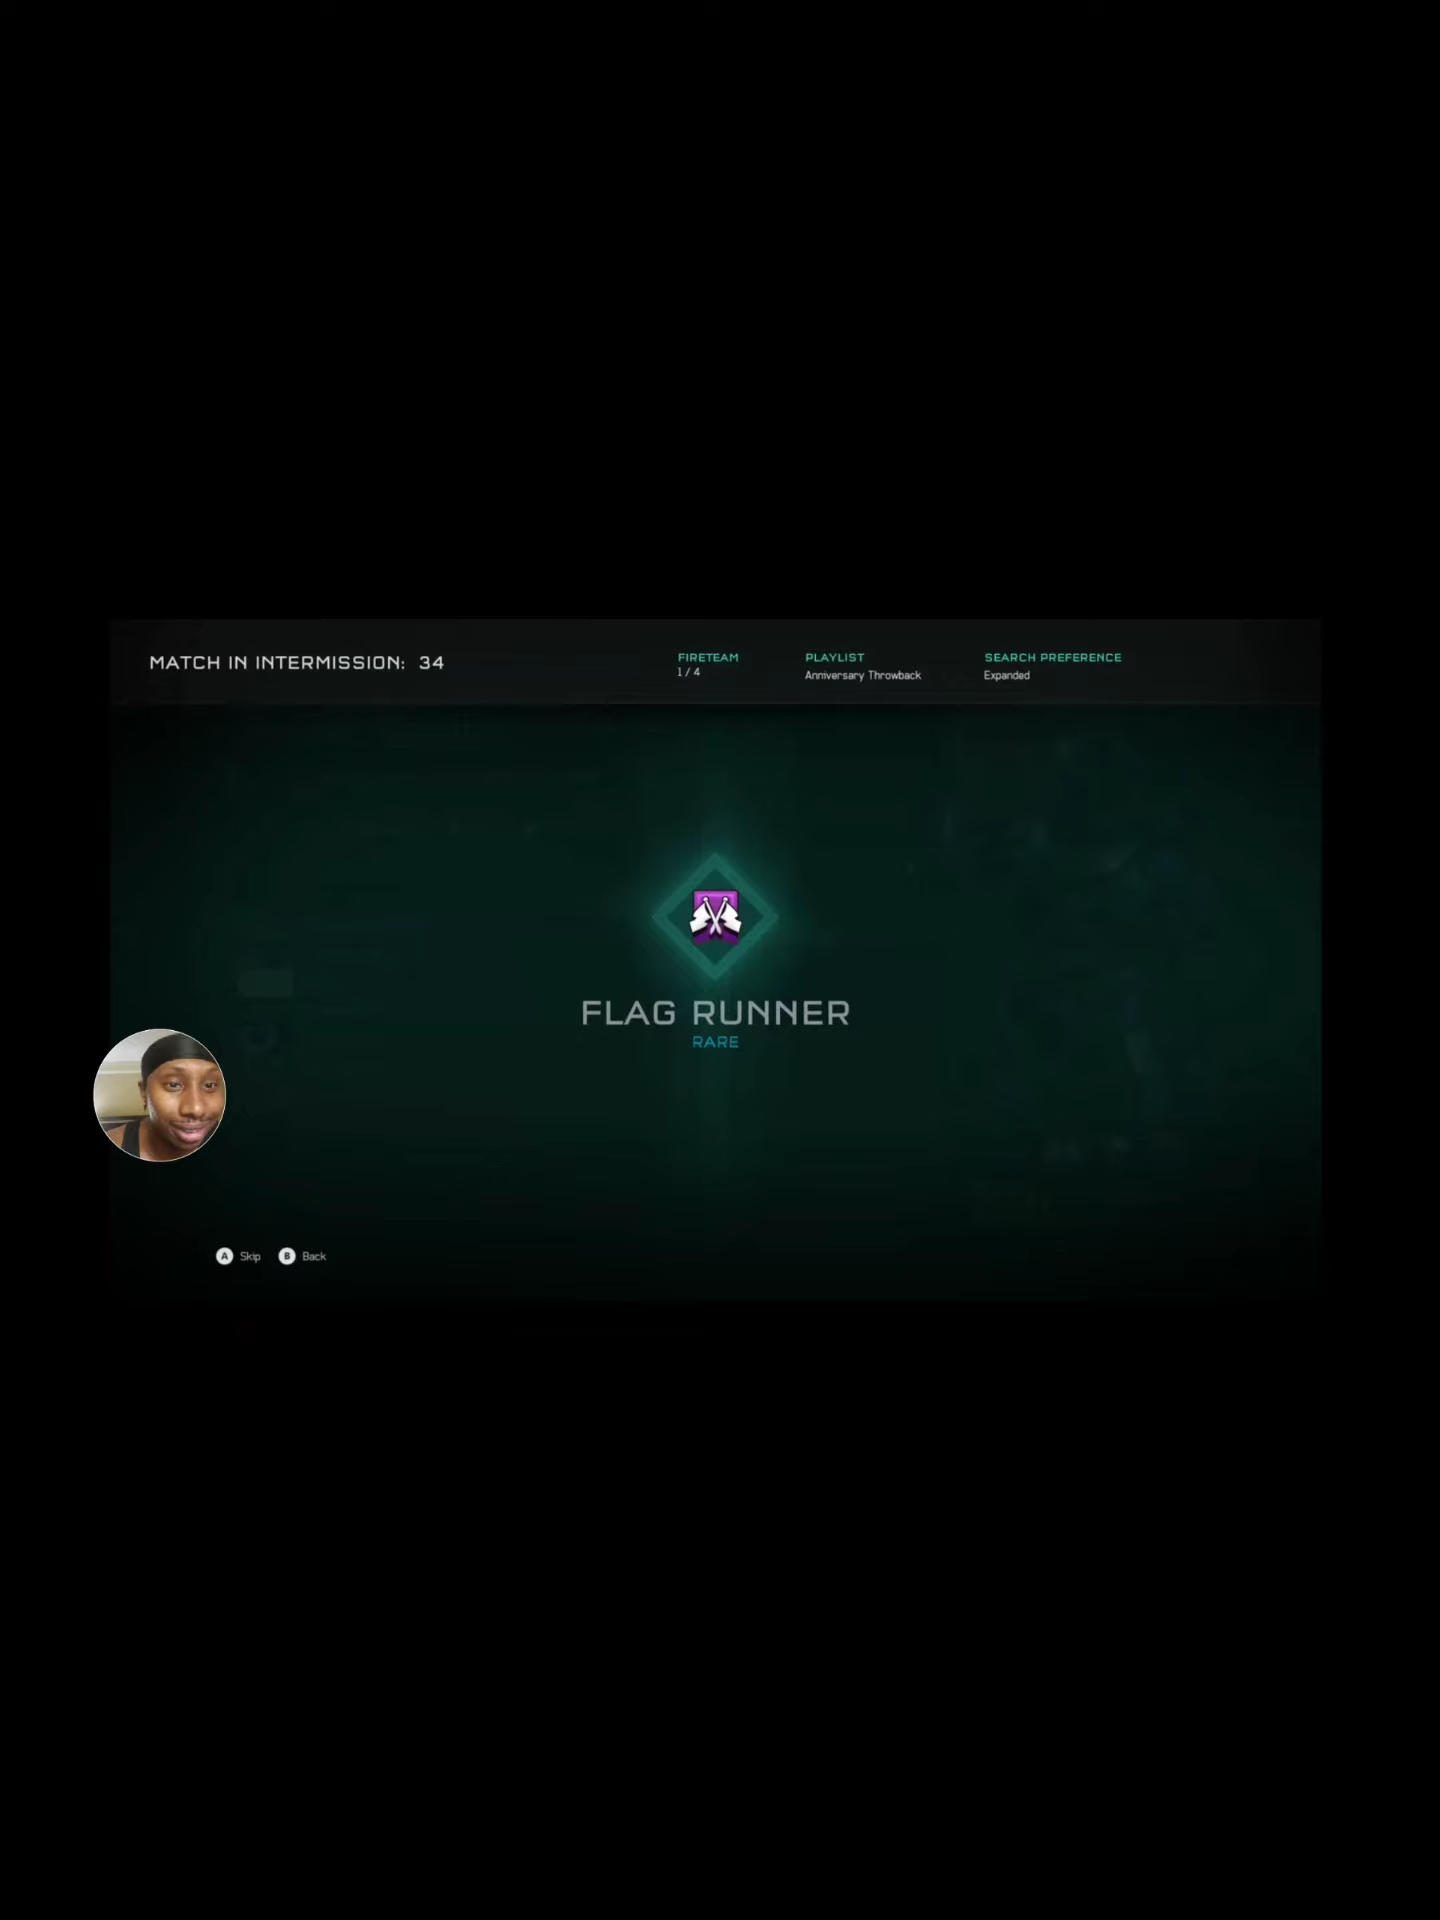 MATCH IN INTERMISSION: 34
FIRETEAM
1 / 4
PLAYLIST
Anniversary Throwback
SEARCH PREFERENCE
Expanded
FLAG RUNNER
RARE
A Skip B Back